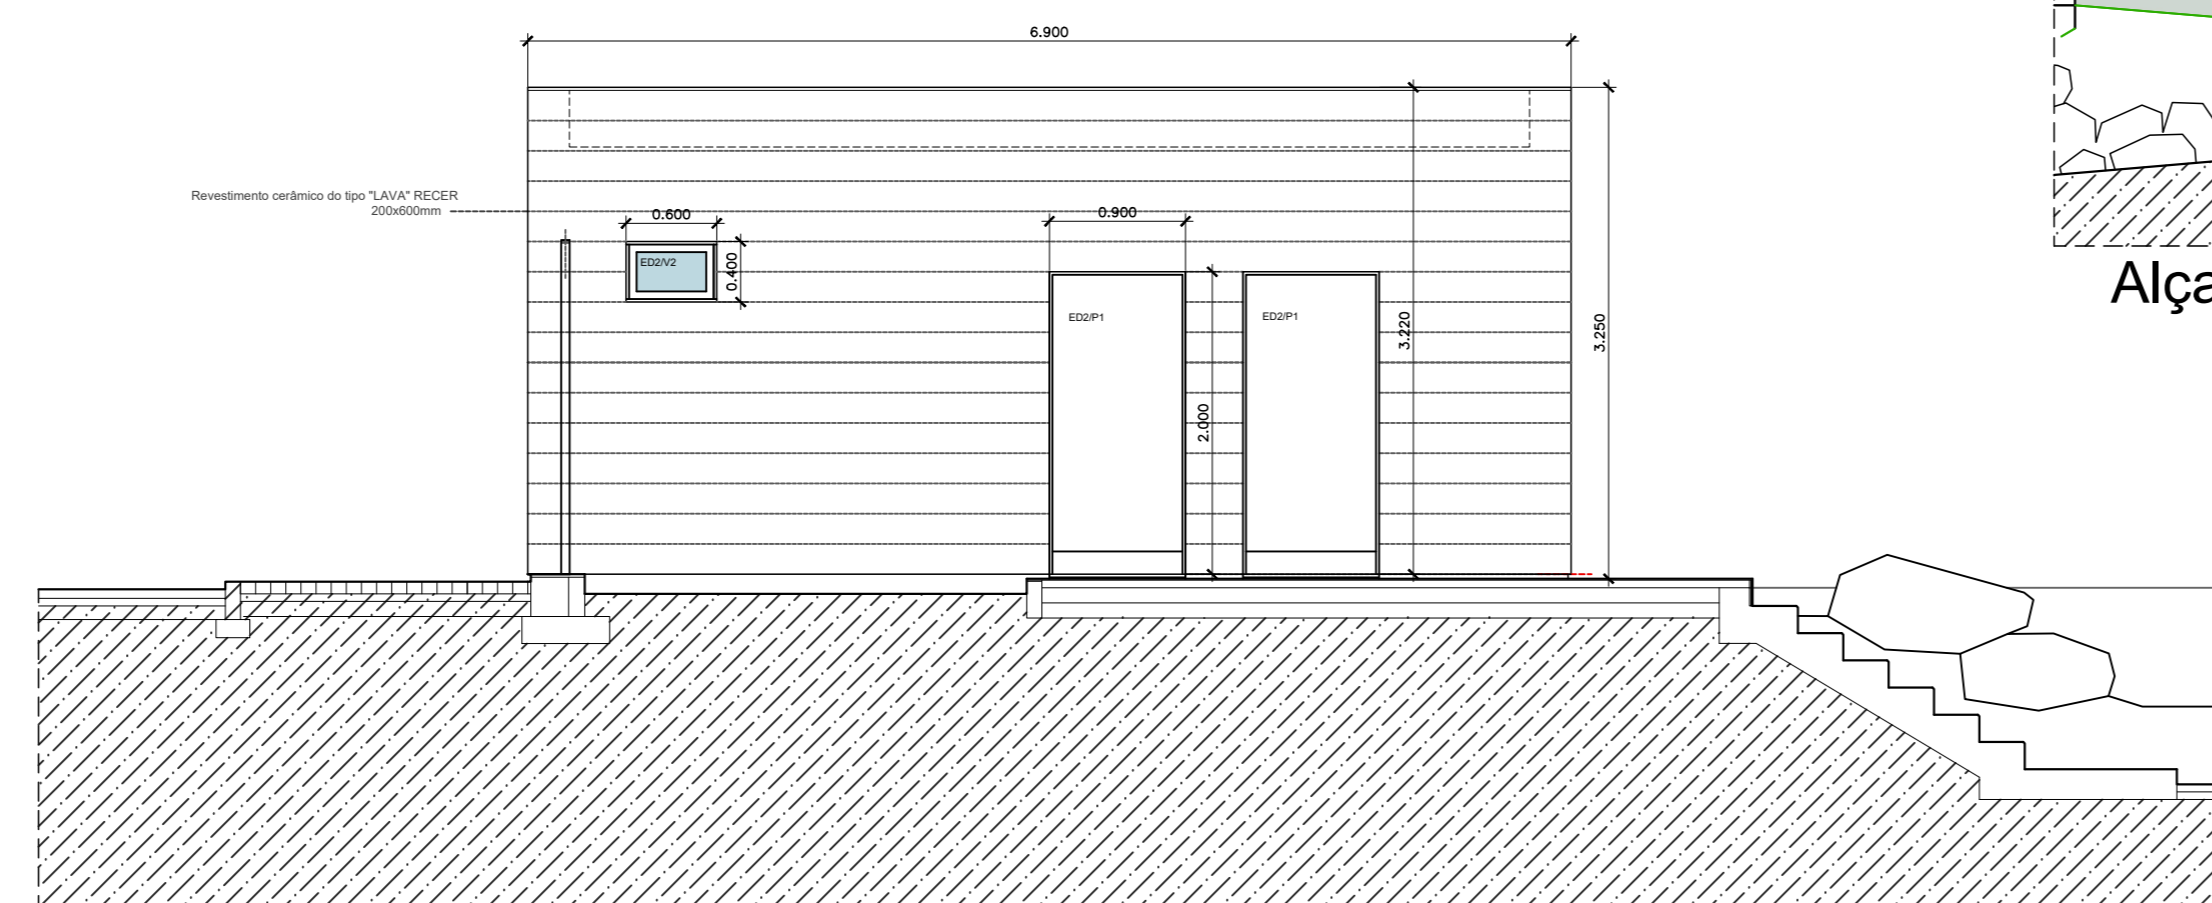 6.900
Revestimento cerâmico do tipo "LAVA" RECER
200x600mm
0.600
0.900
ED2/V2
0.400
Alça
ED2/P1
ED2/P1
3.220
3.250
2.000